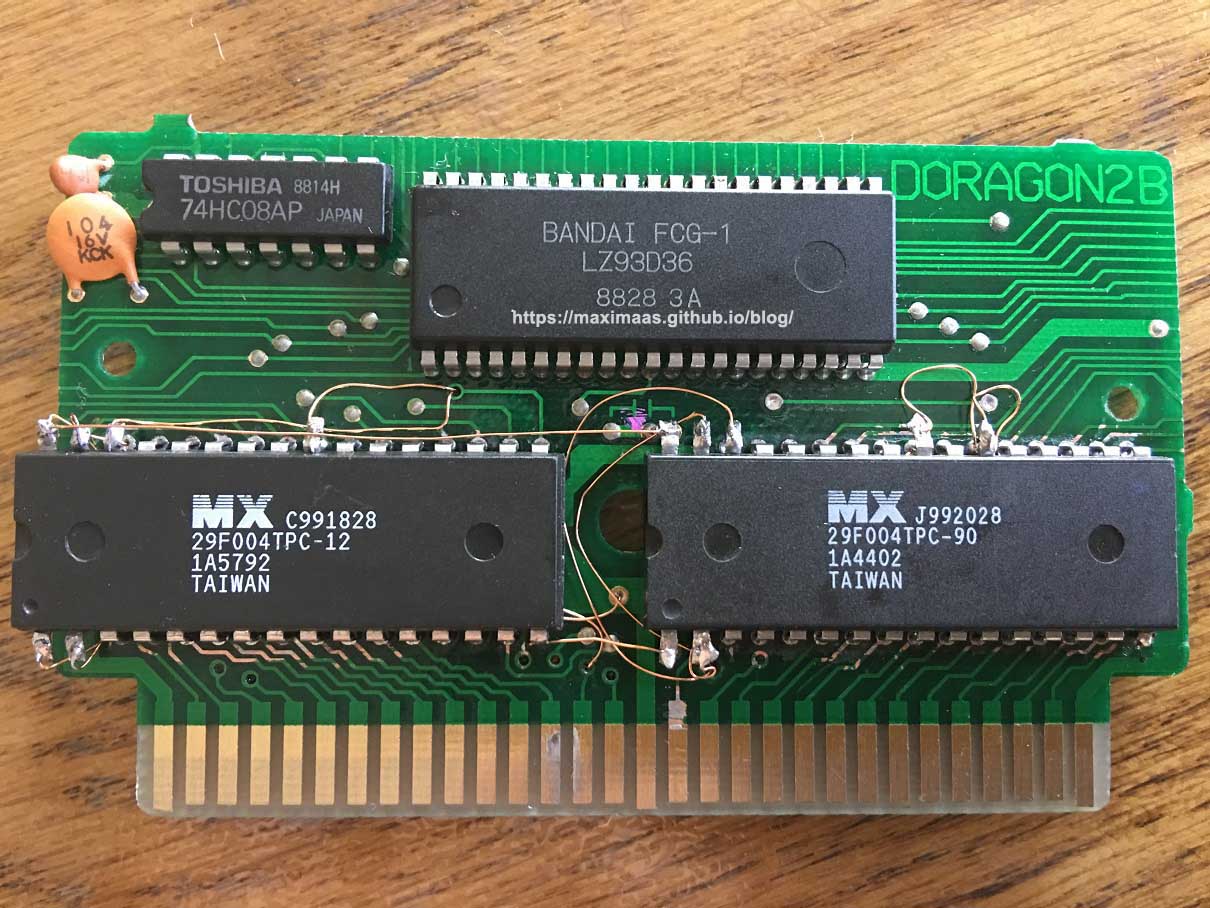 TOSHIBA 8814H
74HC08AP JAPAN
104
16V
KCK
BANDAI FCG-1
LZ93D36
8828 3A
https://maximaas.github.io/blog/
DORAGON2B
MX C991828
29F004TPC-12
1A5792
TAIWAN
MX J992028
29F004TPC-90
1A4402
TAIWAN